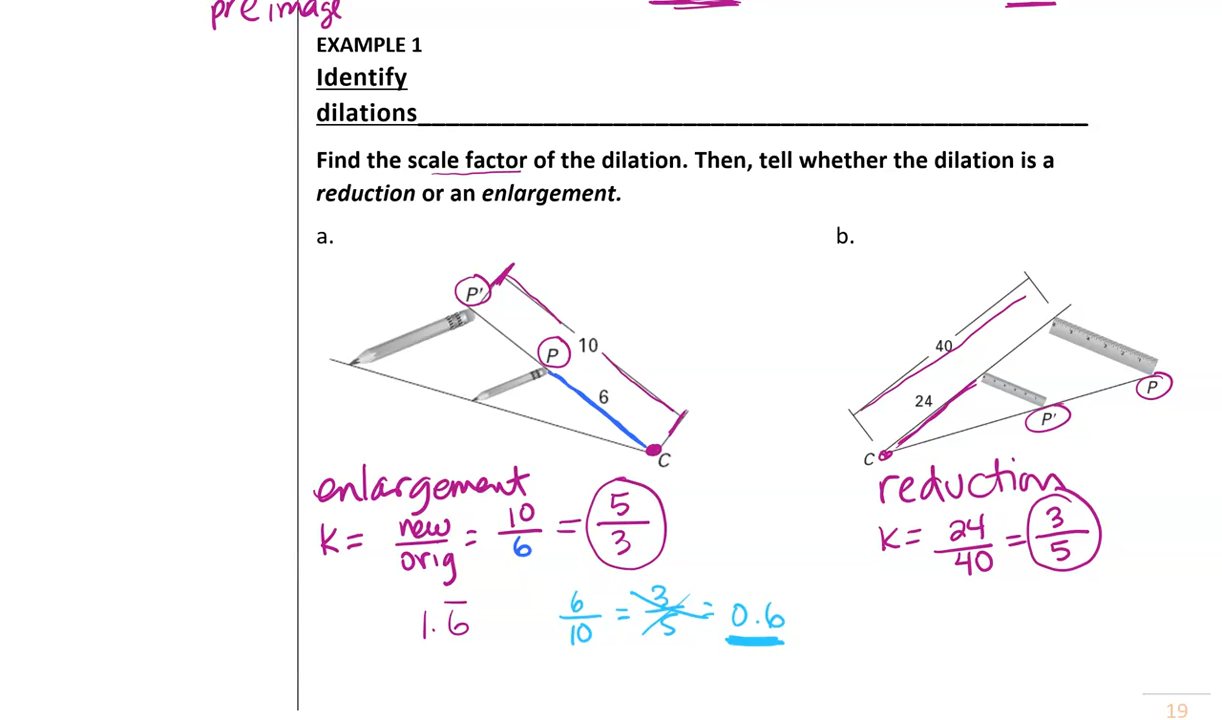 preimage
EXAMPLE 1
Identify
dilations
Find the scale factor of the dilation. Then, tell whether the dilation is a
reduction or an enlargement.
a.
P'
P
10
6
C
enlargement
K = new/orig = 10/6 = 5/3
1.6̅
6/10 = 3/5 = 0.6
b.
40
24
P
P'
C
reduction
K = 24/40 = 3/5
19